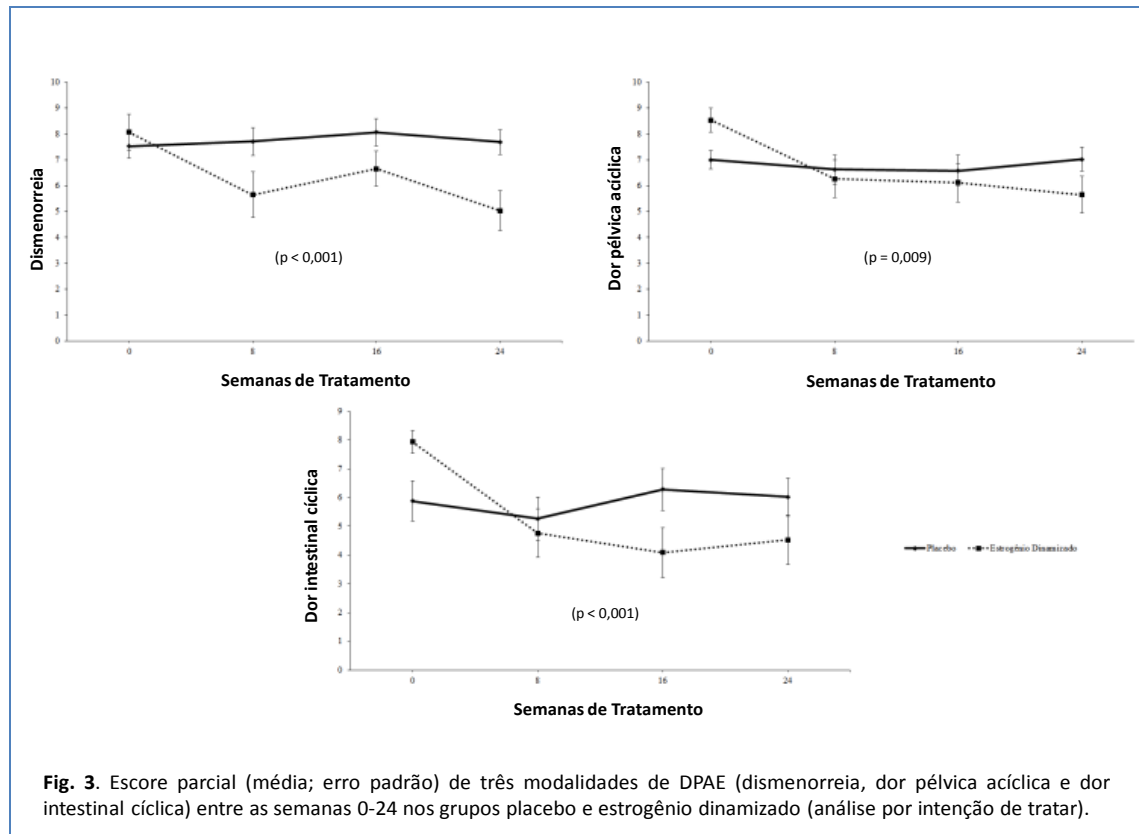 10
9
8
7
6
5
4
3
2
1
0
Dismenorreia
(p < 0,001)
0 8 16 24
Semanas de Tratamento
10
9
8
7
6
5
4
3
2
1
0
Dor pélvica acíclica
(p = 0,009)
0 8 16 24
Semanas de Tratamento
9
8
7
6
5
4
3
2
1
0
Dor intestinal cíclica
(p < 0,001)
0 8 16 24
Semanas de Tratamento
Placebo Estrogênio Dinamizado
Fig. 3. Escore parcial (média; erro padrão) de três modalidades de DPAE (dismenorreia, dor pélvica acíclica e dor
intestinal cíclica) entre as semanas 0-24 nos grupos placebo e estrogênio dinamizado (análise por intenção de tratar).